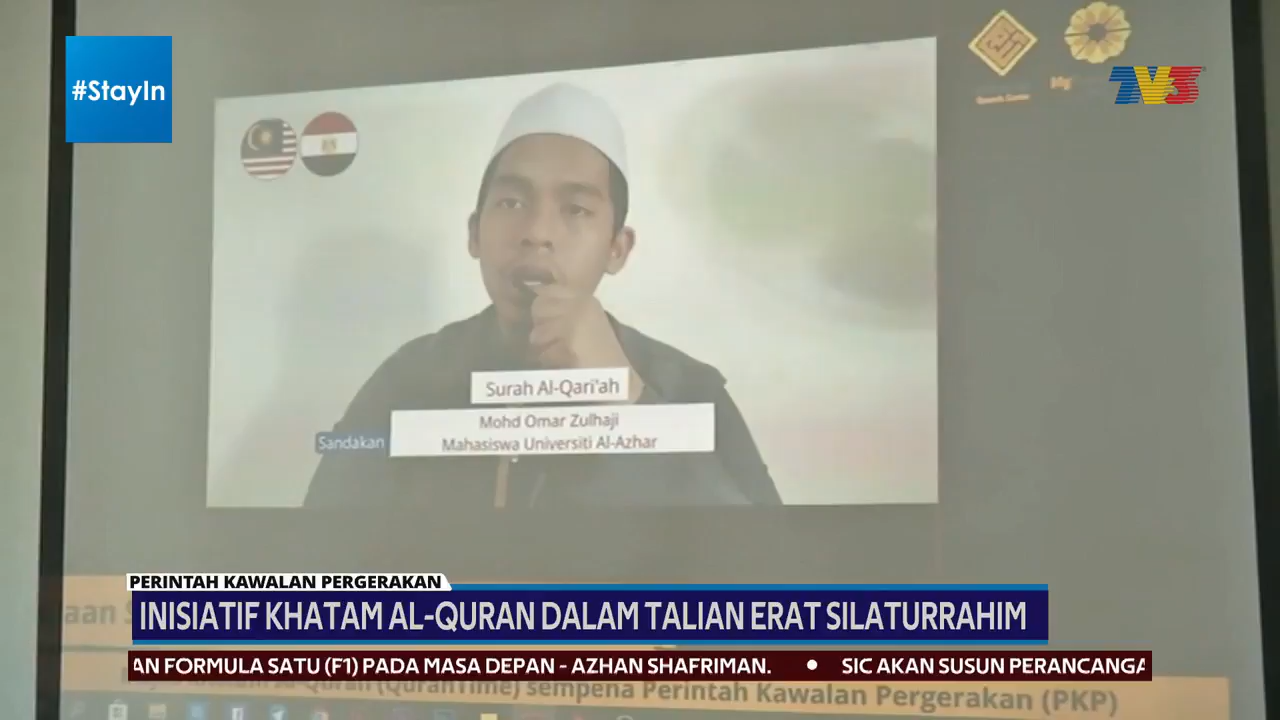 #StayIn
TV3
Surah Al-Qari'ah
Mohd Omar Zulhaji
Sandakan
Mahasiswa Universiti Al-Azhar
PERINTAH KAWALAN PERGERAKAN
INISIATIF KHATAM AL-QURAN DALAM TALIAN ERAT SILATURRAHIM
AN FORMULA SATU (F1) PADA MASA DEPAN - AZHAN SHAFRIMAN. • SIC AKAN SUSUN PERANCANGA
(QuranTime) sempena Perintah Kawalan Pergerakan (PKP)